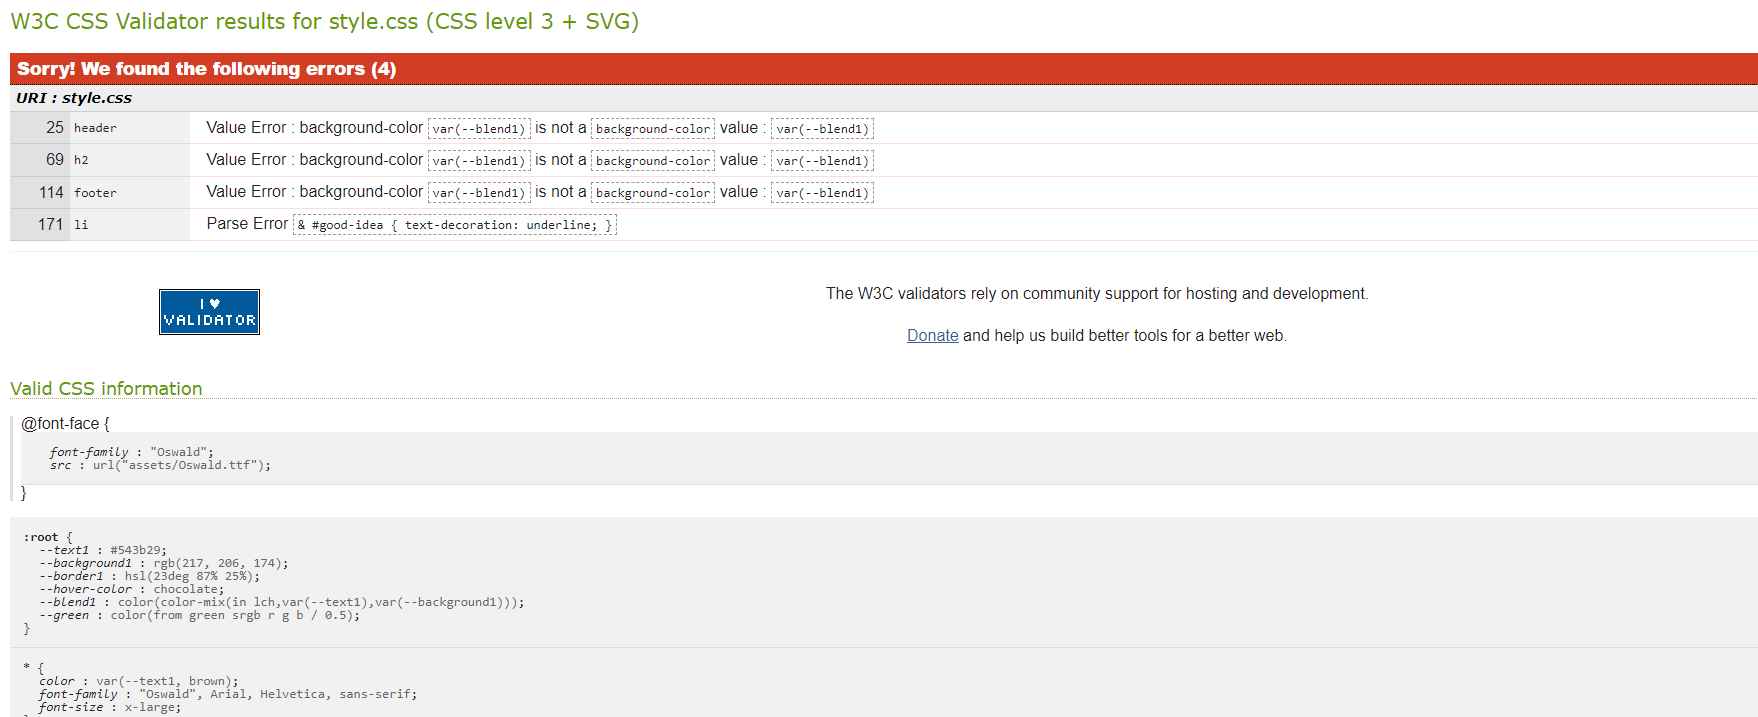 W3C CSS Validator results for style.css (CSS level 3 + SVG)
Sorry! We found the following errors (4)
URI : style.css
25 header Value Error : background-color var(--blend1) is not a background-color value : var(--blend1)
69 h2 Value Error : background-color var(--blend1) is not a background-color value : var(--blend1)
114 footer Value Error : background-color var(--blend1) is not a background-color value : var(--blend1)
171 li Parse Error & #good-idea { text-decoration: underline; }
I ♥
VALIDATOR
The W3C validators rely on community support for hosting and development.
Donate and help us build better tools for a better web.
Valid CSS information
@font-face {
font-family : "Oswald";
src : url("assets/Oswald.ttf");
}
:root {
--text1 : #543b29;
--background1 : rgb(217, 206, 174);
--border1 : hsl(23deg 87% 25%);
--hover-color : chocolate;
--blend1 : color(color-mix(in lch,var(--text1),var(--background1)));
--green : color(from green srgb r g b / 0.5);
}
* {
color : var(--text1, brown);
font-family : "Oswald", Arial, Helvetica, sans-serif;
font-size : x-large;